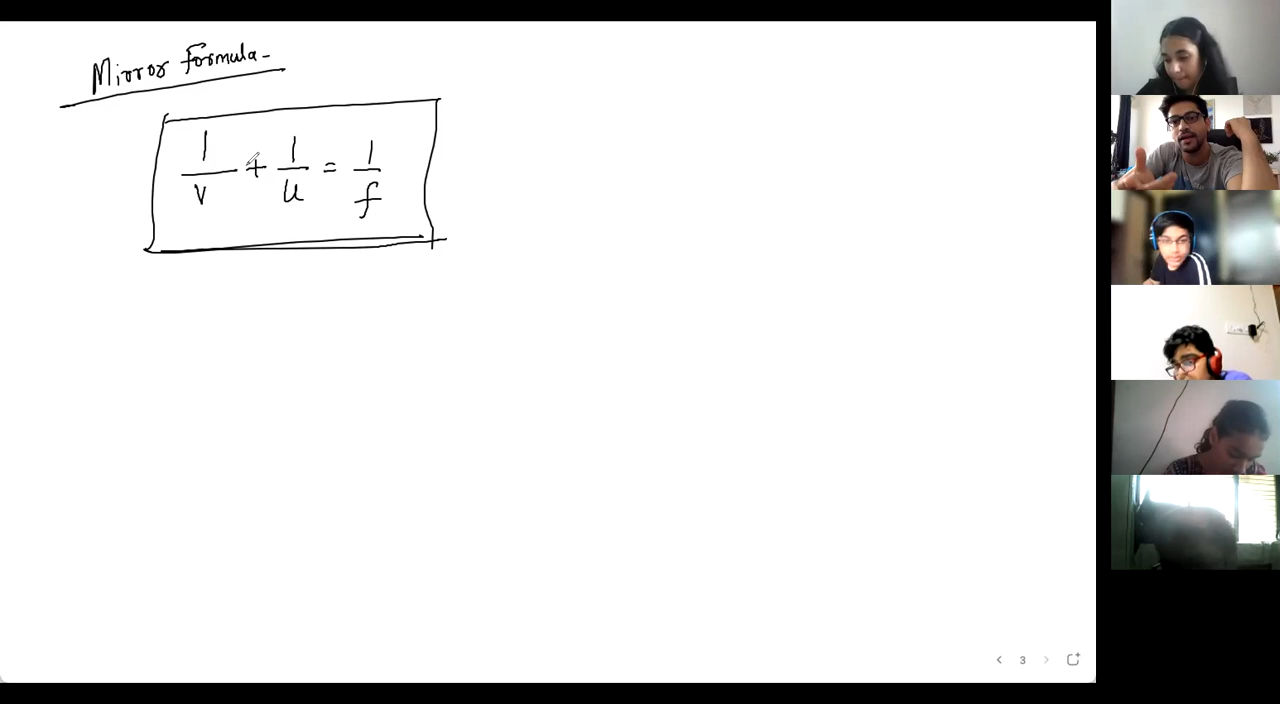 Mirror formula-
1/v + 1/u = 1/f
3